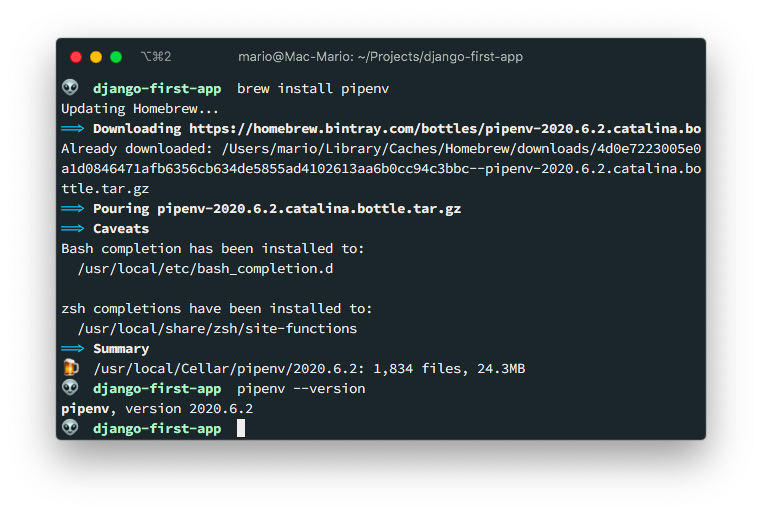 ⌥⌘2 mario@Mac-Mario: ~/Projects/django-first-app
👽 django-first-app brew install pipenv
Updating Homebrew...
==> Downloading https://homebrew.bintray.com/bottles/pipenv-2020.6.2.catalina.bo
Already downloaded: /Users/mario/Library/Caches/Homebrew/downloads/4d0e7223005e0
a1d0846471afb6356cb634de5855ad4102613aa6b0cc94c3bbc--pipenv-2020.6.2.catalina.bo
ttle.tar.gz
==> Pouring pipenv-2020.6.2.catalina.bottle.tar.gz
==> Caveats
Bash completion has been installed to:
  /usr/local/etc/bash_completion.d

zsh completions have been installed to:
  /usr/local/share/zsh/site-functions
==> Summary
🍺 /usr/local/Cellar/pipenv/2020.6.2: 1,834 files, 24.3MB
👽 django-first-app pipenv --version
pipenv, version 2020.6.2
👽 django-first-app